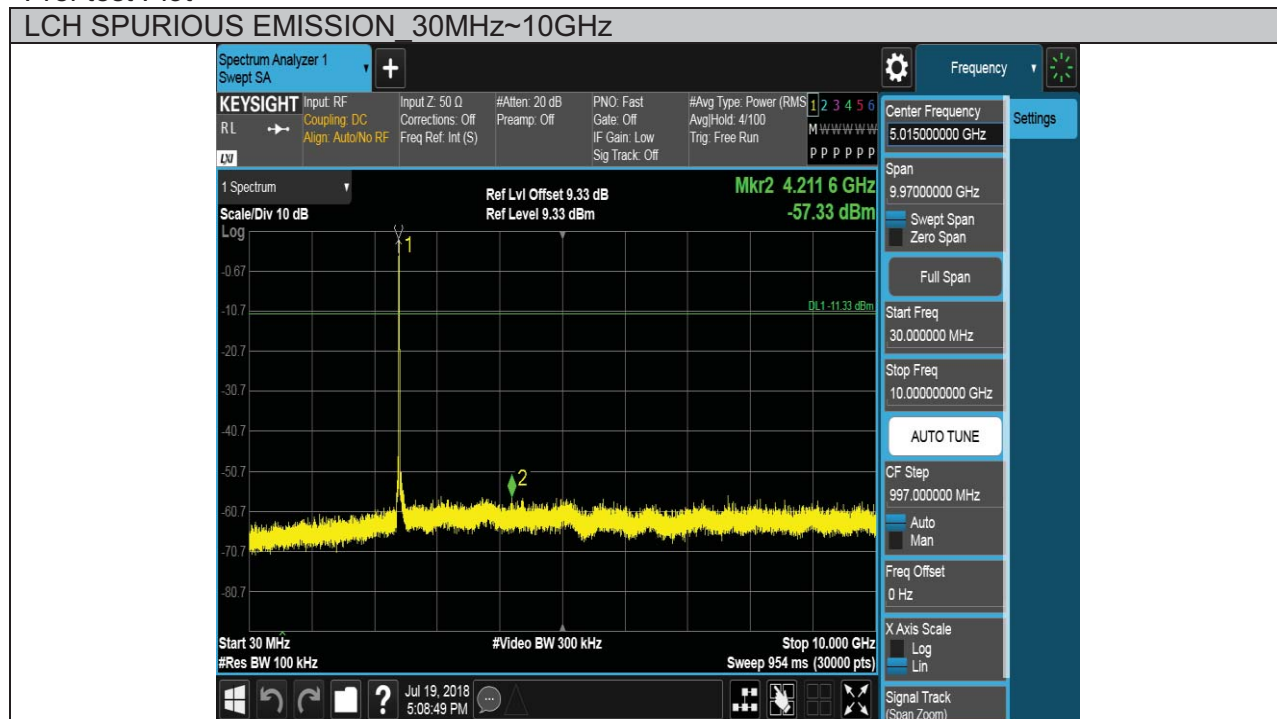 LCH SPURIOUS EMISSION_30MHz~10GHz
Spectrum Analyzer 1
Swept SA
+
Frequency
KEYSIGHT
RL
LXI
Input: RF
Coupling: DC
Align: Auto/No RF
Input Z: 50 Ω
Corrections: Off
Freq Ref: Int (S)
#Atten: 20 dB
Preamp: Off
PNO: Fast
Gate: Off
IF Gain: Low
Sig Track: Off
#Avg Type: Power (RMS
Avg|Hold: 4/100
Trig: Free Run
1 2 3 4 5 6
M W W W W W
P P P P P P
Center Frequency
5.015000000 GHz
Settings
1 Spectrum
Scale/Div 10 dB
Log
Ref Lvl Offset 9.33 dB
Ref Level 9.33 dBm
Mkr2 4.211 6 GHz
-57.33 dBm
Span
9.97000000 GHz
Swept Span
Zero Span
Full Span
1
-0.67
-10.7
DL1 -11.33 dBm
-20.7
-30.7
-40.7
-50.7
2
-60.7
-70.7
-80.7
Start Freq
30.000000 MHz
Stop Freq
10.000000000 GHz
AUTO TUNE
CF Step
997.000000 MHz
Auto
Man
Freq Offset
0 Hz
X Axis Scale
Log
Lin
Signal Track
(Span Zoom)
Start 30 MHz
#Res BW 100 kHz
#Video BW 300 kHz
Stop 10.000 GHz
Sweep 954 ms (30000 pts)
?
Jul 19, 2018
5:08:49 PM